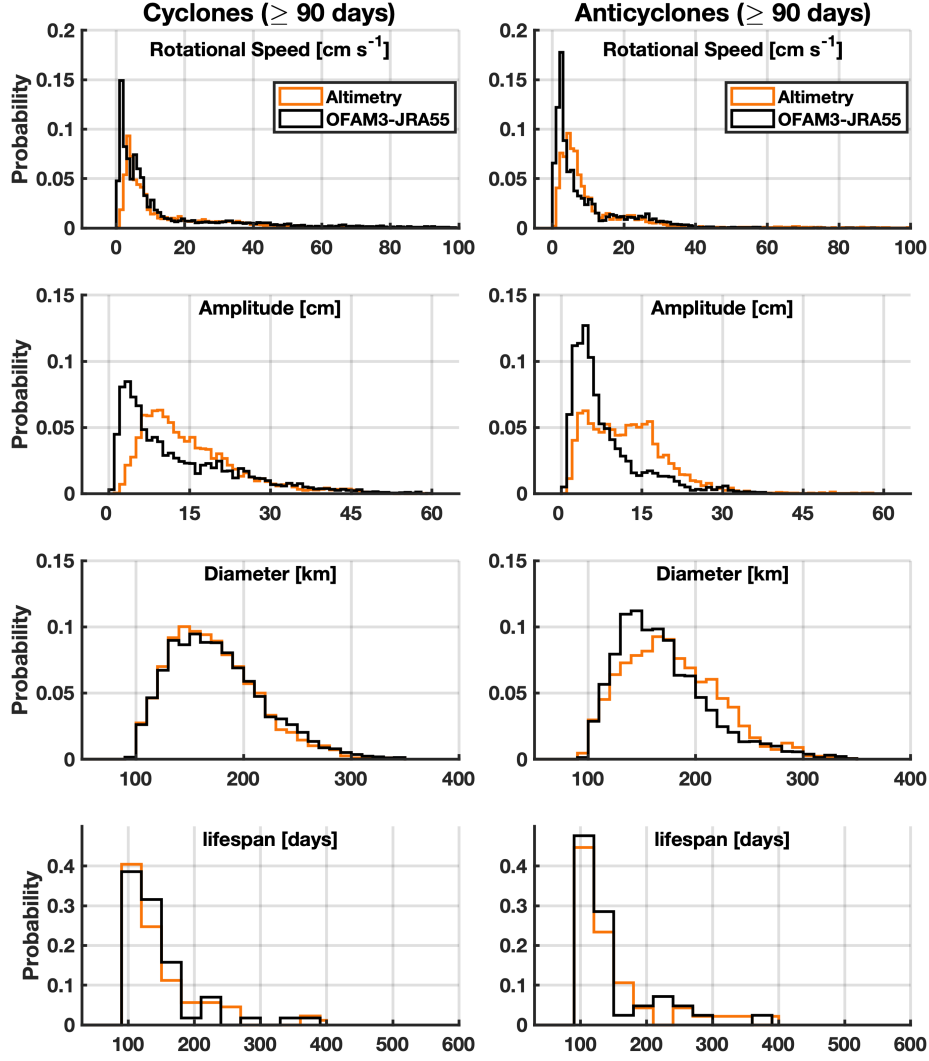 Cyclones (≥ 90 days)
Anticyclones (≥ 90 days)
Rotational Speed [cm s⁻¹]
Rotational Speed [cm s⁻¹]
0.2
0.15
0.1
0.05
0
Probability
Altimetry
OFAM3-JRA55
0 20 40 60 80 100
0.2
0.15
0.1
0.05
0
Altimetry
OFAM3-JRA55
0 20 40 60 80 100
Amplitude [cm]
0.15
0.1
0.05
0
Probability
0 15 30 45 60
Amplitude [cm]
0.15
0.1
0.05
0
0 15 30 45 60
Diameter [km]
0.15
0.1
0.05
0
Probability
100 200 300 400
Diameter [km]
0.15
0.1
0.05
0
100 200 300 400
lifespan [days]
0.4
0.3
0.2
0.1
0
Probability
100 200 300 400 500 600
lifespan [days]
0.4
0.3
0.2
0.1
0
100 200 300 400 500 600